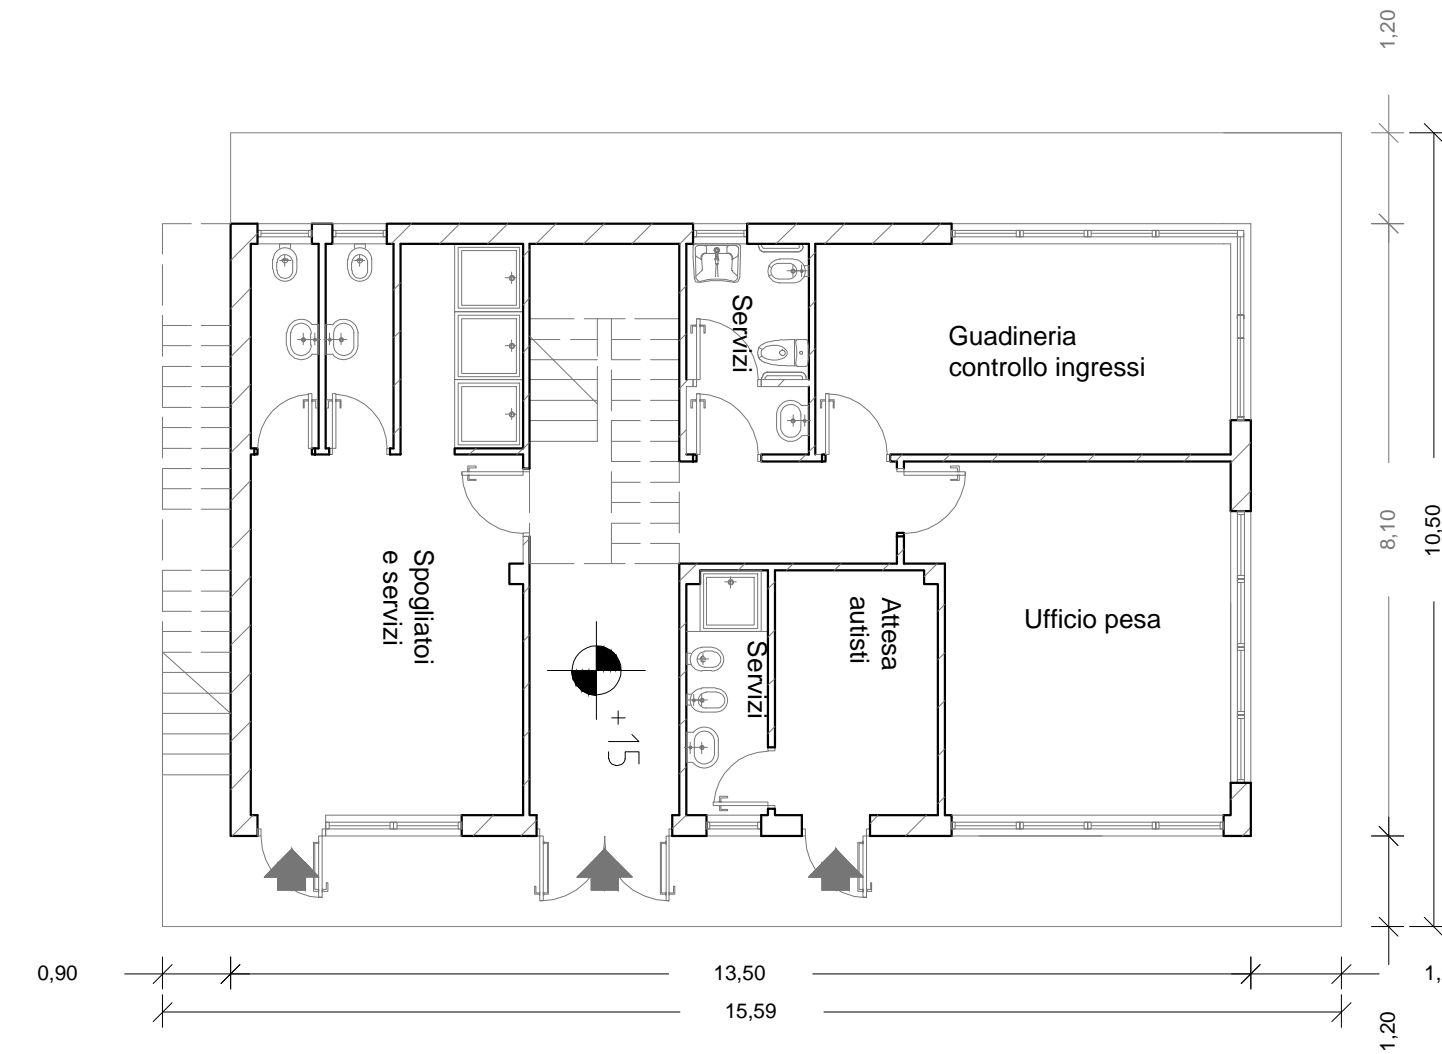 1,20
Servizi
Guadineria
controllo ingressi
8,10
10,50
Spogliatoi
e servizi
Attesa
autisti
Ufficio pesa
Servizi
+15
0,90
13,50
1,
15,59
1,20